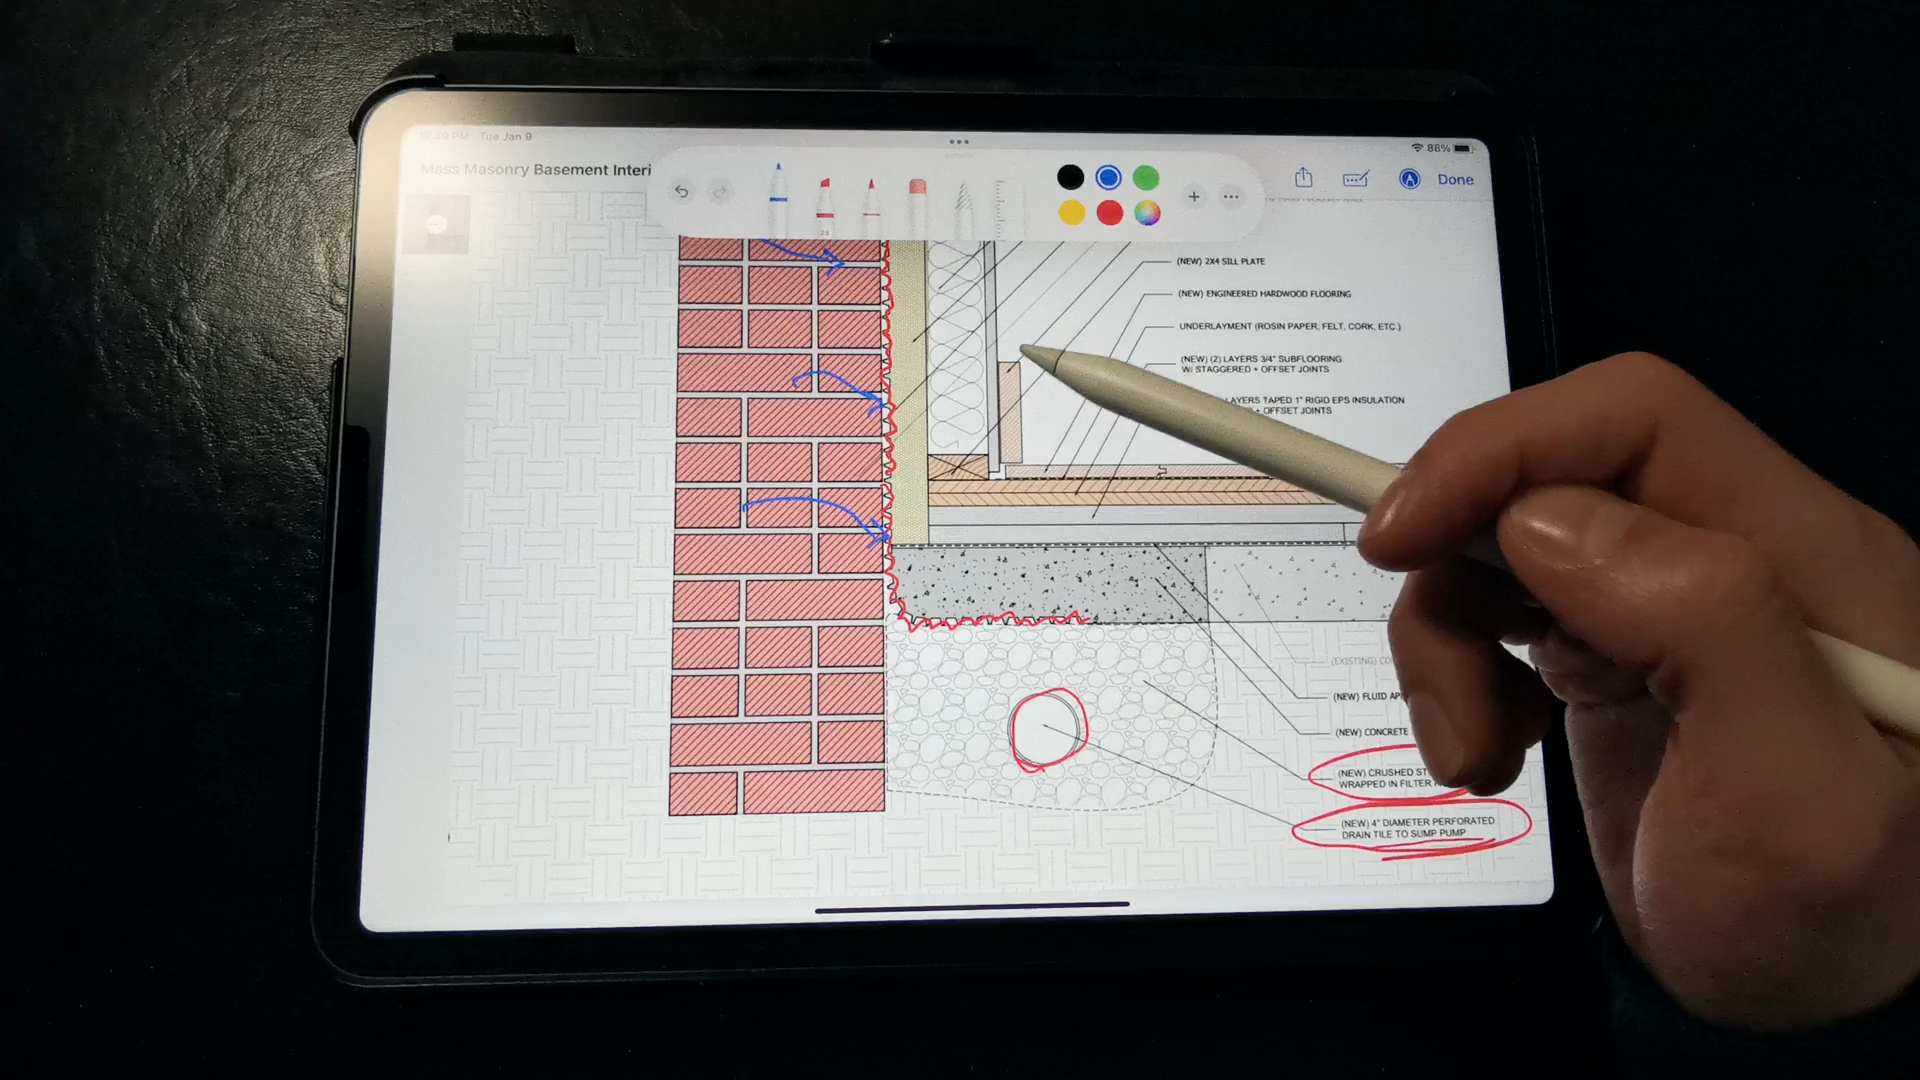 Tue Jan 9
88%
Mass Masonry Basement Interi
Done
(NEW) 2X4 SILL PLATE
(NEW) ENGINEERED HARDWOOD FLOORING
UNDERLAYMENT (ROSIN PAPER, FELT, CORK, ETC.)
(NEW) (2) LAYERS 3/4" SUBFLOORING
W/ STAGGERED + OFFSET JOINTS
LAYERS TAPED 1" RIGID EPS INSULATION
+ OFFSET JOINTS
(EXISTING)
(NEW) FLUID
(NEW) CONCRETE
(NEW) CRUSHED
WRAPPED IN FILTER
(NEW) 4" DIAMETER PERFORATED
DRAIN TILE TO SUMP PUMP